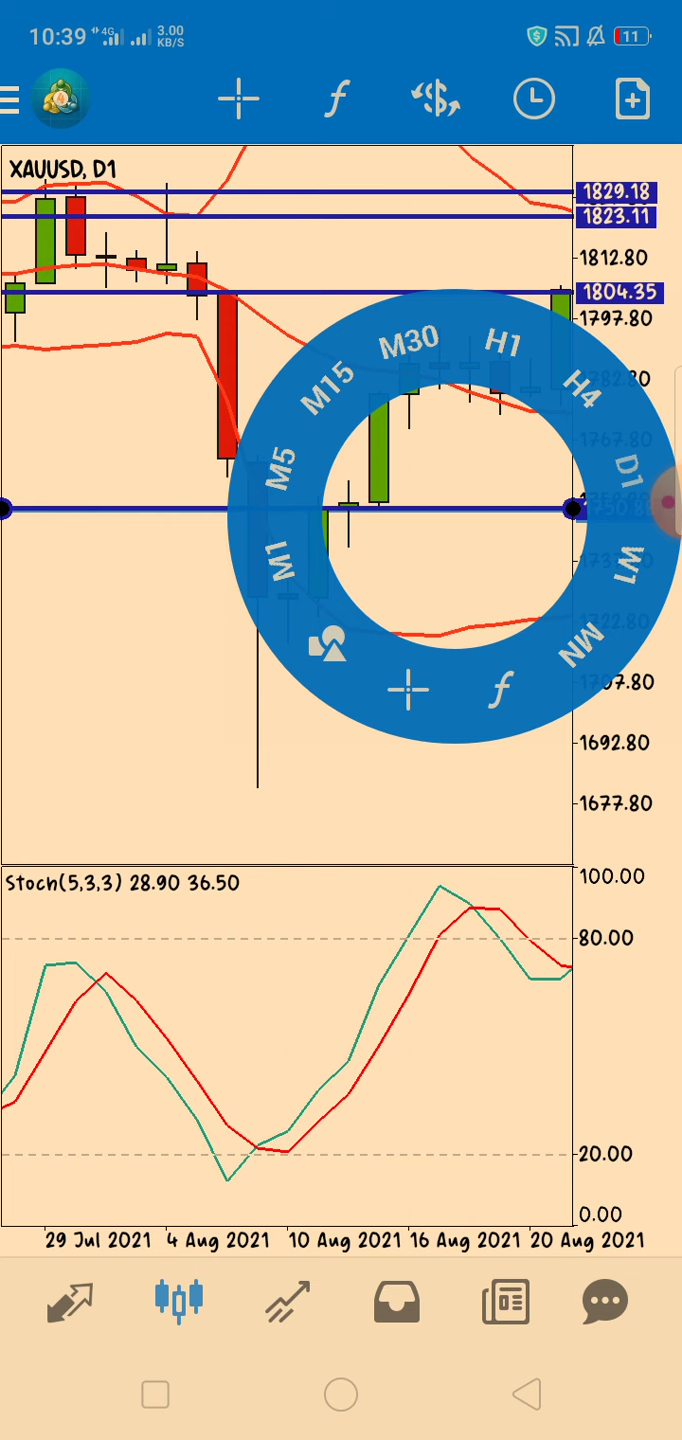 10:39 4G 3.00 KB/S 11
f
XAUUSD, D1
1829.18
1823.11
1812.80
1804.35
1797.80
M30 H1
M15 H4
1767.80
M5 D1
M1 W1
1722.80
MN
f
1707.80
1692.80
1677.80
Stoch(5,3,3) 28.90 36.50
100.00
80.00
20.00
0.00
29 Jul 2021 4 Aug 2021 10 Aug 2021 16 Aug 2021 20 Aug 2021